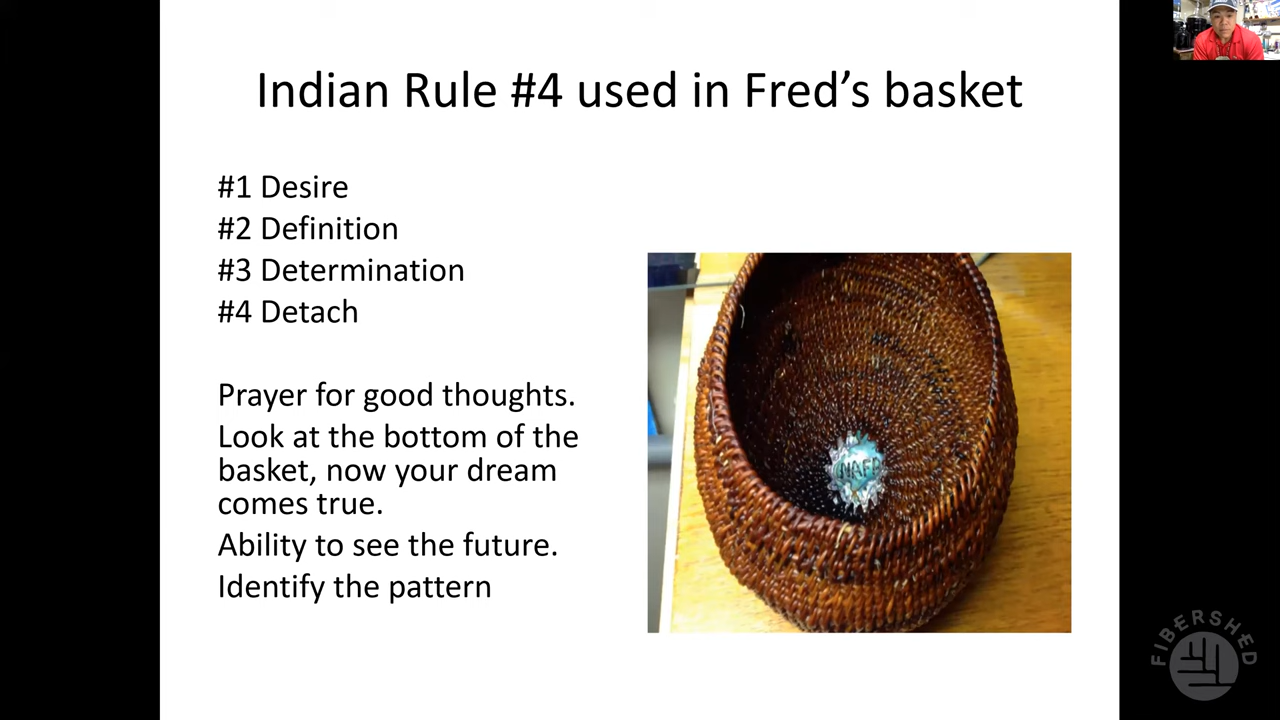 Indian Rule #4 used in Fred's basket
#1 Desire
#2 Definition
#3 Determination
#4 Detach
Prayer for good thoughts.
Look at the bottom of the
basket, now your dream
comes true.
Ability to see the future.
Identify the pattern
FIBERSHED